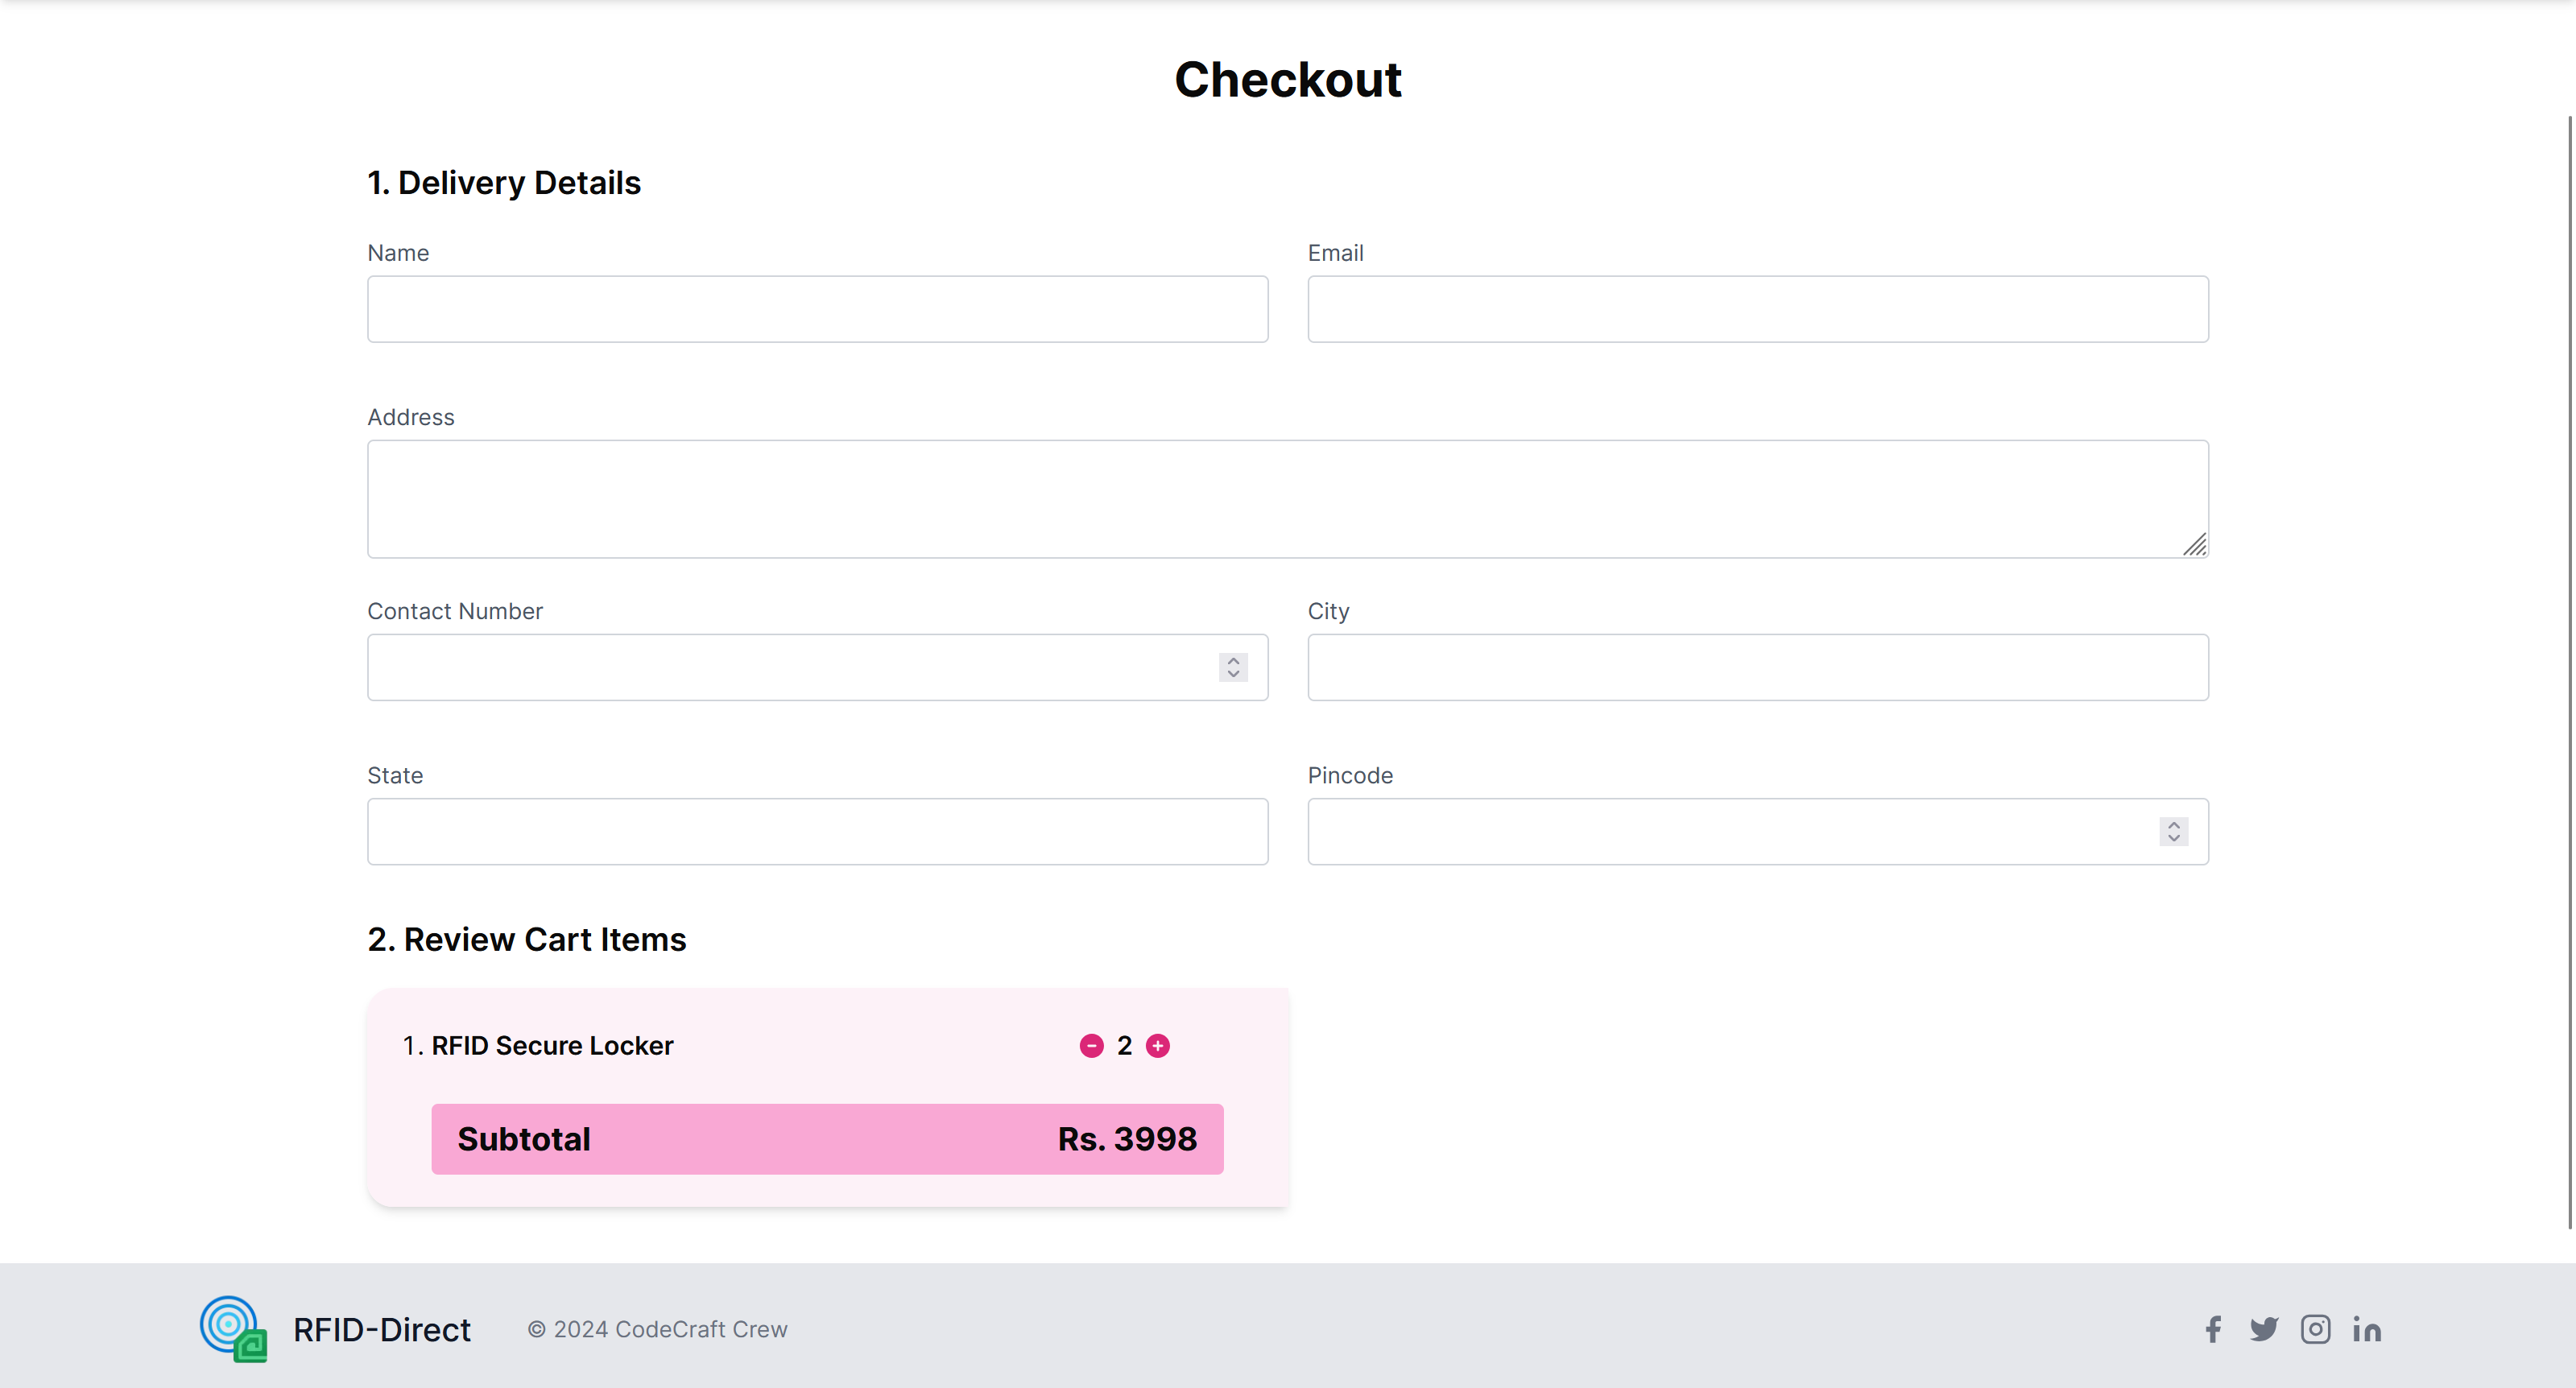 Checkout
1. Delivery Details
Name
Email
Address
Contact Number
City
State
Pincode
2. Review Cart Items
1. RFID Secure Locker
2
Subtotal
Rs. 3998
RFID-Direct
© 2024 CodeCraft Crew